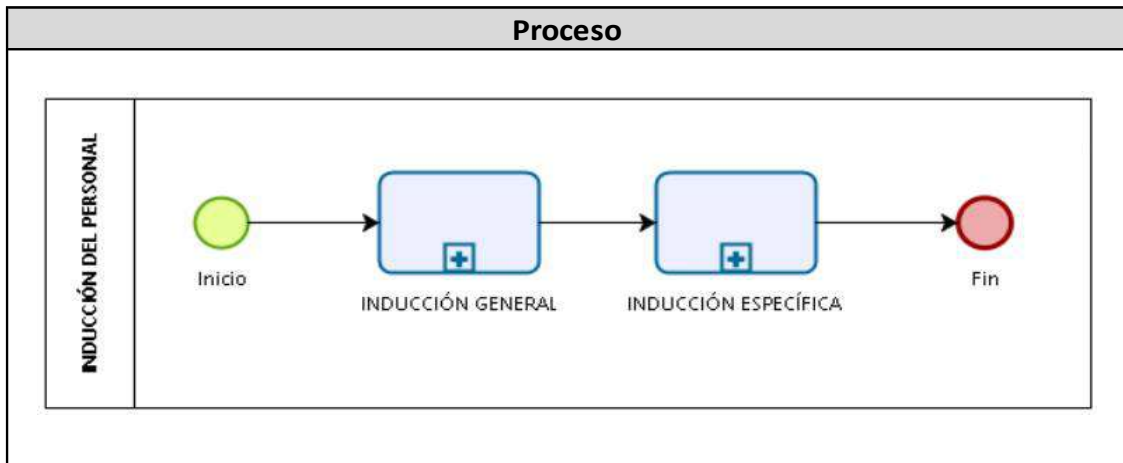 Proceso
INDUCCIÓN DEL PERSONAL
Inicio
INDUCCIÓN GENERAL
INDUCCIÓN ESPECÍFICA
Fin